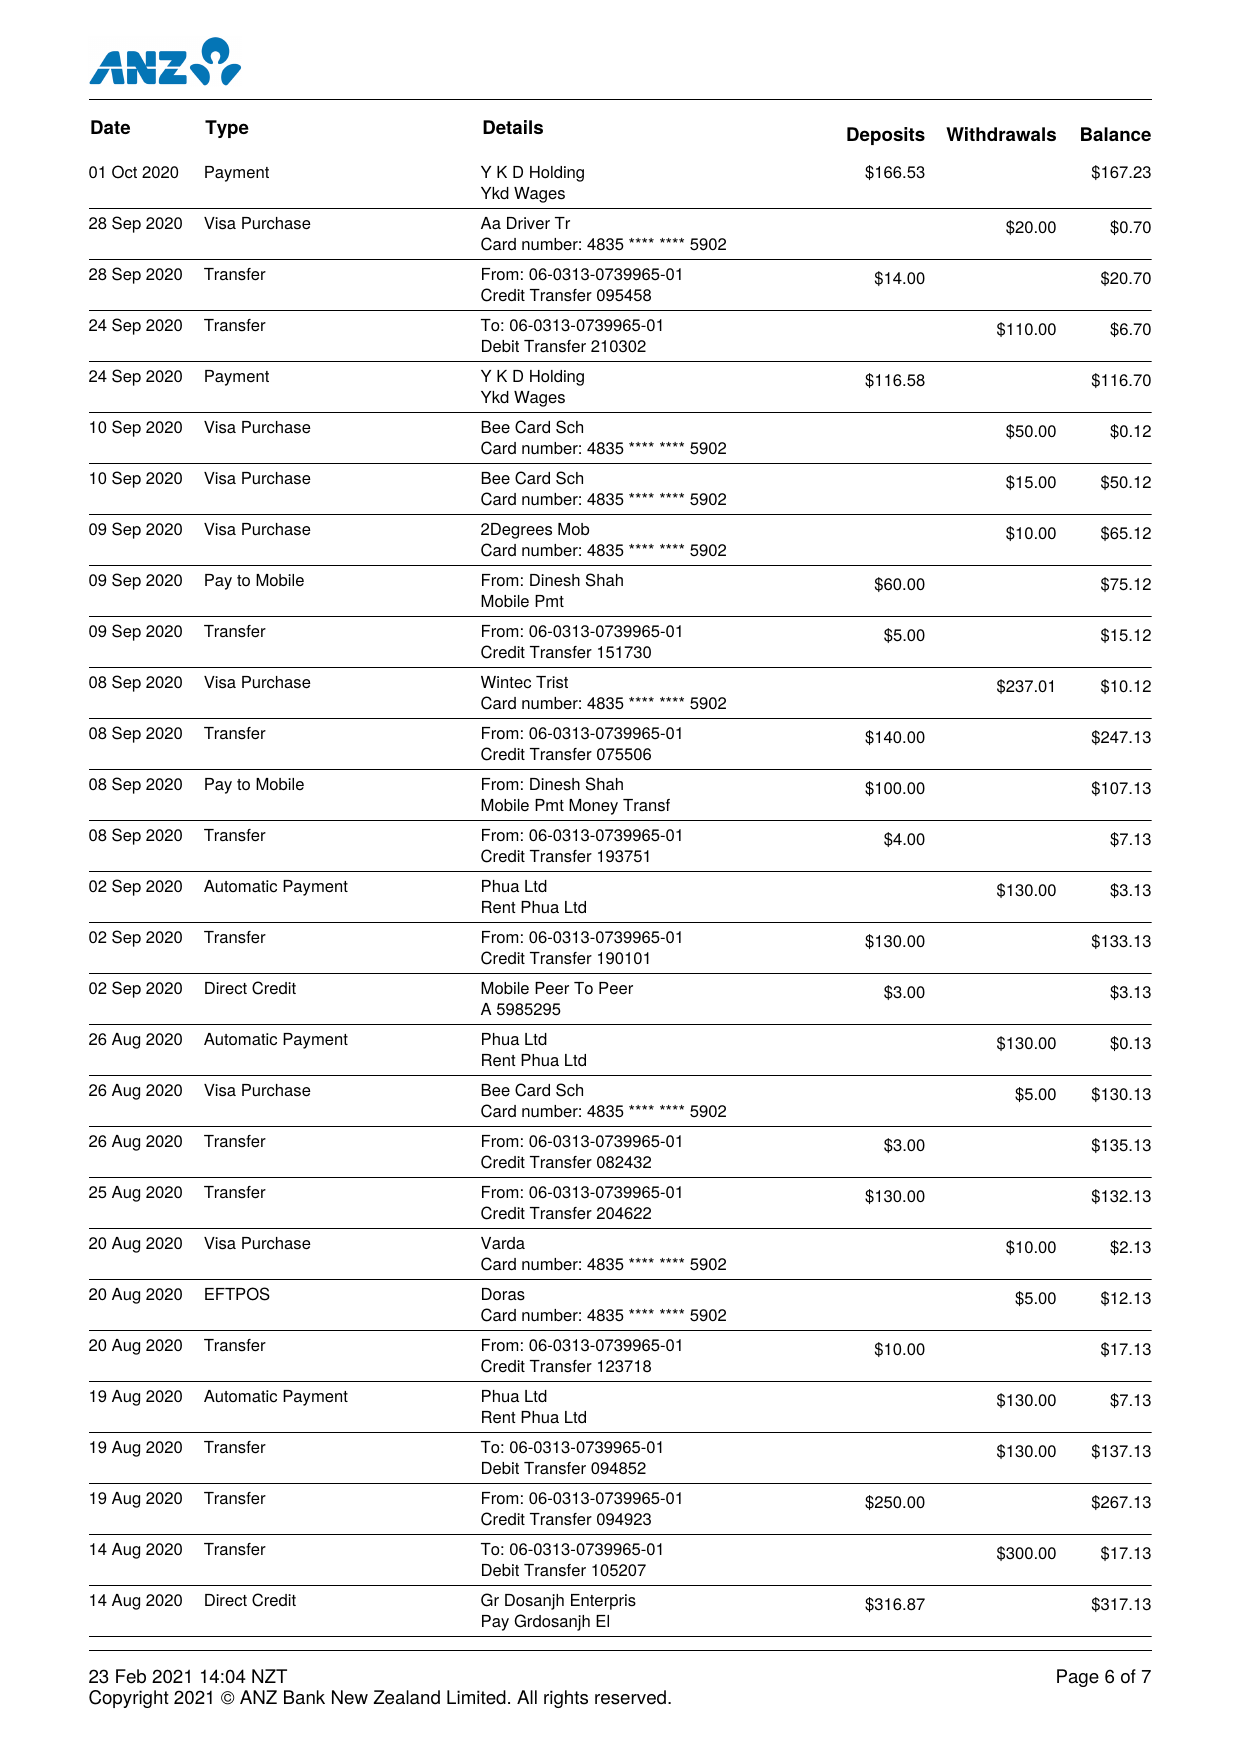 ANZ
Date Type Details Deposits Withdrawals Balance
01 Oct 2020 Payment Y K D Holding $166.53 $167.23
Ykd Wages
28 Sep 2020 Visa Purchase Aa Driver Tr $20.00 $0.70
Card number: 4835 **** **** 5902
28 Sep 2020 Transfer From: 06-0313-0739965-01 $14.00 $20.70
Credit Transfer 095458
24 Sep 2020 Transfer To: 06-0313-0739965-01 $110.00 $6.70
Debit Transfer 210302
24 Sep 2020 Payment Y K D Holding $116.58 $116.70
Ykd Wages
10 Sep 2020 Visa Purchase Bee Card Sch $50.00 $0.12
Card number: 4835 **** **** 5902
10 Sep 2020 Visa Purchase Bee Card Sch $15.00 $50.12
Card number: 4835 **** **** 5902
09 Sep 2020 Visa Purchase 2Degrees Mob $10.00 $65.12
Card number: 4835 **** **** 5902
09 Sep 2020 Pay to Mobile From: Dinesh Shah $60.00 $75.12
Mobile Pmt
09 Sep 2020 Transfer From: 06-0313-0739965-01 $5.00 $15.12
Credit Transfer 151730
08 Sep 2020 Visa Purchase Wintec Trist $237.01 $10.12
Card number: 4835 **** **** 5902
08 Sep 2020 Transfer From: 06-0313-0739965-01 $140.00 $247.13
Credit Transfer 075506
08 Sep 2020 Pay to Mobile From: Dinesh Shah $100.00 $107.13
Mobile Pmt Money Transf
08 Sep 2020 Transfer From: 06-0313-0739965-01 $4.00 $7.13
Credit Transfer 193751
02 Sep 2020 Automatic Payment Phua Ltd $130.00 $3.13
Rent Phua Ltd
02 Sep 2020 Transfer From: 06-0313-0739965-01 $130.00 $133.13
Credit Transfer 190101
02 Sep 2020 Direct Credit Mobile Peer To Peer $3.00 $3.13
A 5985295
26 Aug 2020 Automatic Payment Phua Ltd $130.00 $0.13
Rent Phua Ltd
26 Aug 2020 Visa Purchase Bee Card Sch $5.00 $130.13
Card number: 4835 **** **** 5902
26 Aug 2020 Transfer From: 06-0313-0739965-01 $3.00 $135.13
Credit Transfer 082432
25 Aug 2020 Transfer From: 06-0313-0739965-01 $130.00 $132.13
Credit Transfer 204622
20 Aug 2020 Visa Purchase Varda $10.00 $2.13
Card number: 4835 **** **** 5902
20 Aug 2020 EFTPOS Doras $5.00 $12.13
Card number: 4835 **** **** 5902
20 Aug 2020 Transfer From: 06-0313-0739965-01 $10.00 $17.13
Credit Transfer 123718
19 Aug 2020 Automatic Payment Phua Ltd $130.00 $7.13
Rent Phua Ltd
19 Aug 2020 Transfer To: 06-0313-0739965-01 $130.00 $137.13
Debit Transfer 094852
19 Aug 2020 Transfer From: 06-0313-0739965-01 $250.00 $267.13
Credit Transfer 094923
14 Aug 2020 Transfer To: 06-0313-0739965-01 $300.00 $17.13
Debit Transfer 105207
14 Aug 2020 Direct Credit Gr Dosanjh Enterpris $316.87 $317.13
Pay Grdosanjh El
23 Feb 2021 14:04 NZT Page 6 of 7
Copyright 2021 © ANZ Bank New Zealand Limited. All rights reserved.